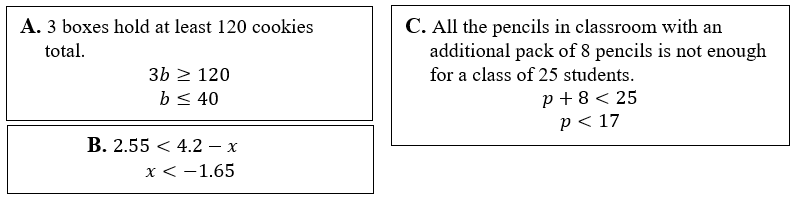 A. 3 boxes hold at least 120 cookies
total.
3b ≥ 120
b ≤ 40
B. 2.55 < 4.2 − x
x < −1.65
C. All the pencils in classroom with an
additional pack of 8 pencils is not enough
for a class of 25 students.
p + 8 < 25
p < 17